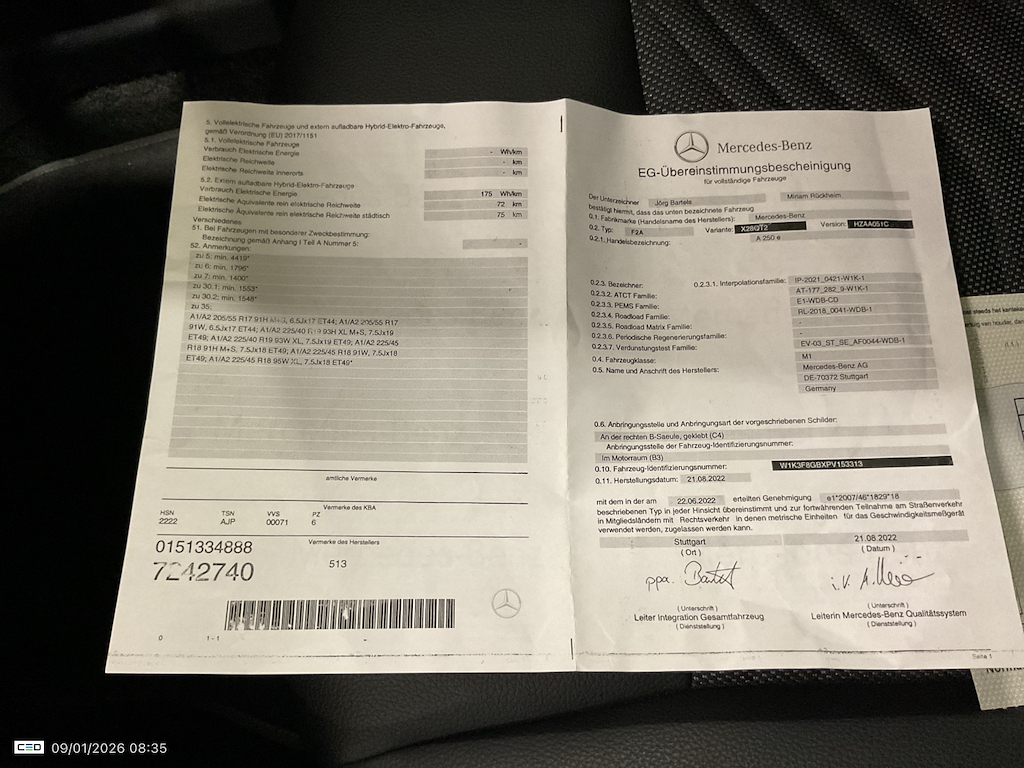 5. Vollelektrische Fahrzeuge und extern aufladbare Hybrid-Elektro-Fahrzeuge,
gemäß Verordnung (EU) 2017/1151
5.1. Vollelektrische Fahrzeuge
Verbrauch Elektrische Energie - Wh/km
Elektrische Reichweite - km
Elektrische Reichweite innerorts - km
5.2. Extern aufladbare Hybrid-Elektro-Fahrzeuge
Verbrauch Elektrische Energie 175 Wh/km
Elektrische Äquivalente rein elektrische Reichweite 72 km
Elektrische Äquivalente rein elektrische Reichweite städtisch 75 km
Verschiedenes
51. Bei Fahrzeugen mit besonderer Zweckbestimmung:
Bezeichnung gemäß Anhang I Teil A Nummer 5: -
52. Anmerkungen:
zu 5; min. 4419*
zu 6; min. 1796*
zu 7; min. 1400*
zu 30.1: min. 1553*
zu 30.2; min. 1548*
zu 35;
A1/A2 205/55 R17 91H M+S, 6.5Jx17 ET44; A1/A2 205/55 R17
91W, 6.5Jx17 ET44; A1/A2 225/40 R19 93H XL M+S, 7.5Jx19
ET49; A1/A2 225/40 R19 93W XL, 7.5Jx19 ET49; A1/A2 225/45
R18 91H M+S, 7.5Jx18 ET49; A1/A2 225/45 R18 91W, 7.5Jx18
ET49; A1/A2 225/45 R18 95W XL, 7.5Jx18 ET49*
amtliche Vermerke
Vermerke des KBA
HSN TSN VVS PZ
2222 AJP 00071 6
0151334888
Vermerke des Herstellers
7242740
513
0 1 - 1 -
Mercedes-Benz
EG-Übereinstimmungsbescheinigung
für vollständige Fahrzeuge
Der Unterzeichner Jörg Bartels Miriam Rückheim
bestätigt hiermit, dass das unten bezeichnete Fahrzeug
0.1. Fabrikmarke (Handelsname des Herstellers): Mercedes-Benz
0.2. Typ: F2A Variante: X28QT2 Version: HZAA051C
0.2.1. Handelsbezeichnung: A 250 e
0.2.3. Bezeichner: 0.2.3.1. Interpolationsfamilie: IP-2021_0421-W1K-1
0.2.3.2. ATCT Familie: AT-177_282_9-W1K-1
0.2.3.3. PEMS Familie: E1-WDB-CD
0.2.3.4. Roadload Familie: RL-2018_0041-WDB-1
0.2.3.5. Roadload Matrix Familie: -
0.2.3.6. Periodische Regenerierungsfamilie: -
0.2.3.7. Verdunstungstest Familie: EV-03_ST_SE_AF0044-WDB-1
0.4. Fahrzeugklasse: M1
0.5. Name und Anschrift des Herstellers: Mercedes-Benz AG
DE-70372 Stuttgart
Germany
0.6. Anbringungsstelle und Anbringungsart der vorgeschriebenen Schilder:
An der rechten B-Saeule, geklebt (C4)
Anbringungsstelle der Fahrzeug-Identifizierungsnummer:
Im Motorraum (B3)
0.10. Fahrzeug-Identifizierungsnummer: W1K3F8GBXPV153313
0.11. Herstellungsdatum: 21.08.2022
mit dem in der am 22.06.2022 erteilten Genehmigung e1*2007/46*1829*18
beschriebenen Typ in jeder Hinsicht übereinstimmt und zur fortwährenden Teilnahme am Straßenverkehr
in Mitgliedsländern mit Rechtsverkehr in denen metrische Einheiten für das Geschwindigkeitsmeßgerät
verwendet werden, zugelassen werden kann.
Stuttgart 21.08.2022
( Ort ) ( Datum )
ppa. Bartels i.V. M.
( Unterschrift ) ( Unterschrift )
Leiter Integration Gesamtfahrzeug Leiterin Mercedes-Benz Qualitätssystem
( Dienststellung ) ( Dienststellung )
Seite 1
CEO 09/01/2026 08:35